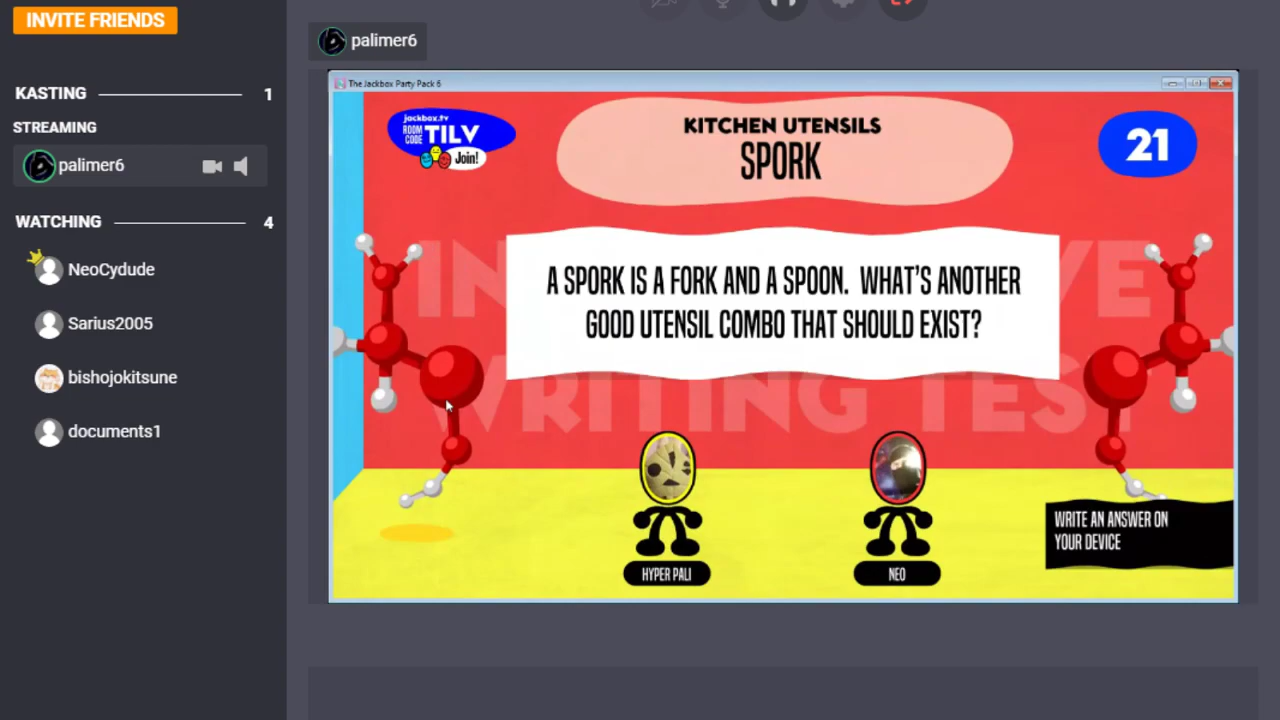 INVITE FRIENDS
KASTING 1
STREAMING
palimer6
WATCHING 4
NeoCydude
Sarius2005
bishojokitsune
documents1
palimer6
The Jackbox Party Pack 6
jackbox.tv
ROOM CODE TILV
Join!
KITCHEN UTENSILS
SPORK
21
A SPORK IS A FORK AND A SPOON. WHAT'S ANOTHER
GOOD UTENSIL COMBO THAT SHOULD EXIST?
WRITING TES
WRITE AN ANSWER ON
YOUR DEVICE
HYPER PALI
NEO